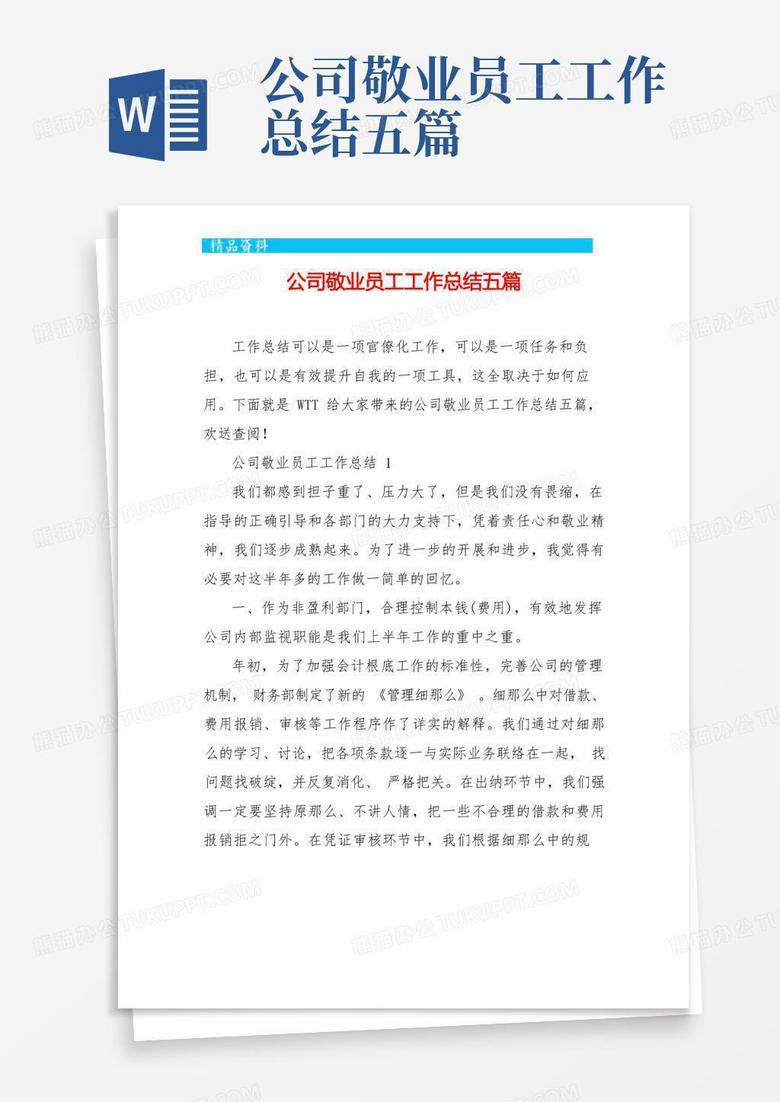 W
公司敬业员工工作
总结五篇
精品资料
公司敬业员工工作总结五篇
工作总结可以是一项官僚化工作，可以是一项任务和负
担，也可以是有效提升自我的一项工具，这全取决于如何应
用。下面就是 WTT 给大家带来的公司敬业员工工作总结五篇，
欢送查阅！
公司敬业员工工作总结 1
我们都感到担子重了、压力大了，但是我们没有畏缩，在
指导的正确引导和各部门的大力支持下，凭着责任心和敬业精
神，我们逐步成熟起来。为了进一步的开展和进步，我觉得有
必要对这半年多的工作做一简单的回忆。
一、作为非盈利部门，合理控制本钱(费用)，有效地发挥
公司内部监视职能是我们上半年工作的重中之重。
年初，为了加强会计根底工作的标准性，完善公司的管理
机制， 财务部制定了新的 《管理细那么》 。细那么中对借款、
费用报销、审核等工作程序作了详实的解释。我们通过对细那
么的学习、讨论，把各项条款逐一与实际业务联络在一起， 找
问题找破绽，并反复消化、 严格把关。在出纳环节中，我们强
调一定要坚持原那么、不讲人情，把一些不合理的借款和费用
报销拒之门外。在凭证审核环节中，我们根据细那么中的规
熊猫办公TUKUPPT.COM